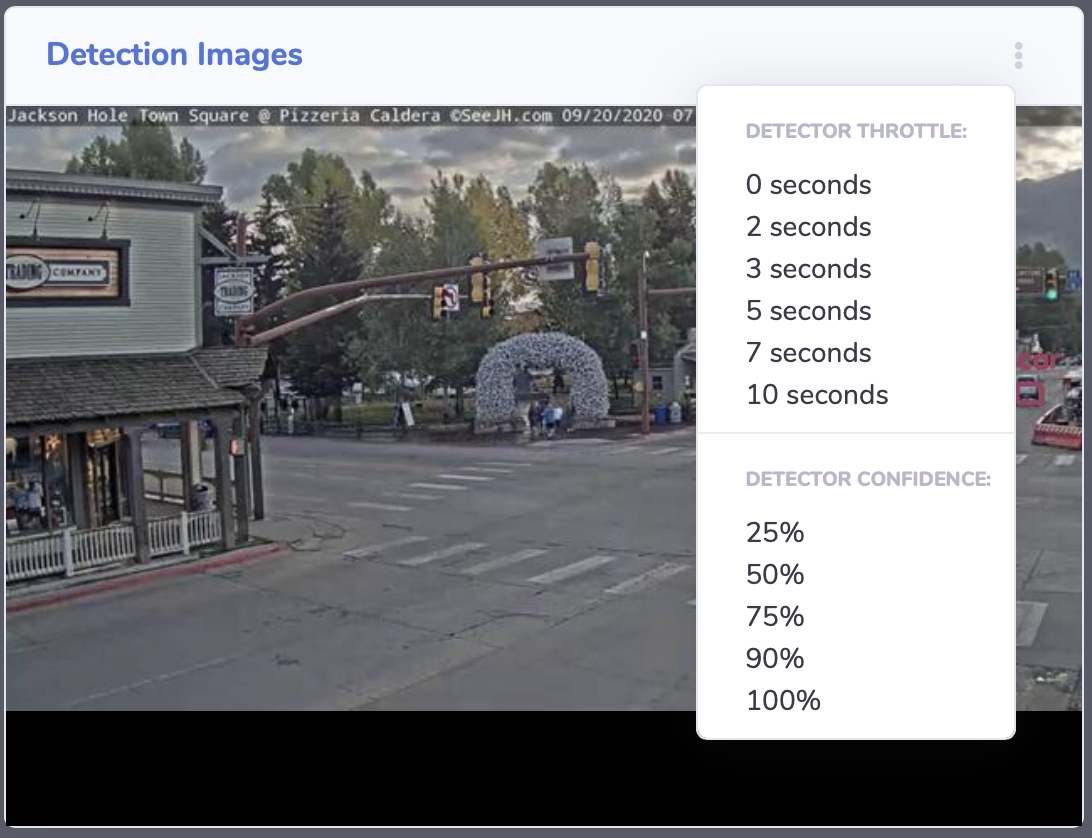 Detection Images
Jackson Hole Town Square @ Pizzeria Caldera ©SeeJH.com 09/20/2020 07
DETECTOR THROTTLE:
0 seconds
2 seconds
3 seconds
5 seconds
7 seconds
10 seconds
DETECTOR CONFIDENCE:
25%
50%
75%
90%
100%
TRADING COMPANY
JACKSON
TRADING
COMPANY
car